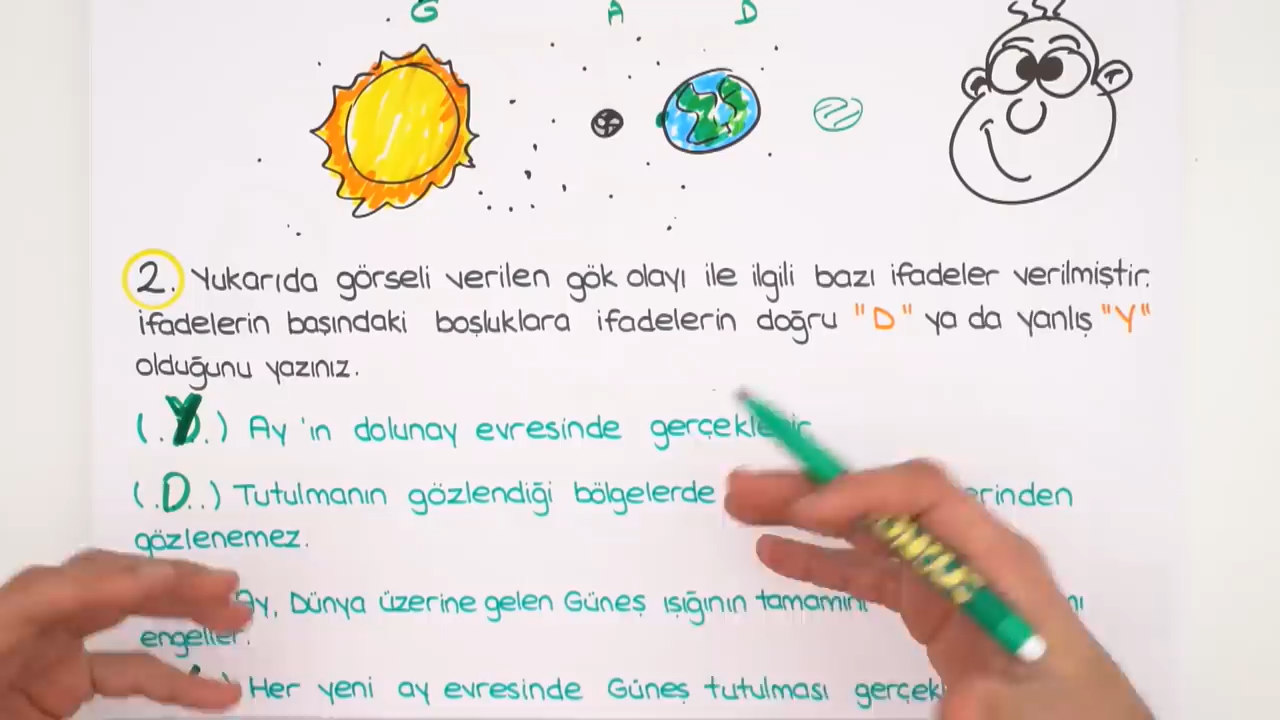 G A D
2. Yukarıda görseli verilen gök olayı ile ilgili bazı ifadeler verilmiştir.
İfadelerin başındaki boşluklara ifadelerin doğru "D" ya da yanlış "Y"
olduğunu yazınız.
(.Y.) Ay'ın dolunay evresinde
(.D..) Tutulmanın gözlendiği bölgelerde
gözlenemez.
Ay, Dünya üzerine gelen Güneş ışığının
engeller.
) Her yeni ay evresinde Güneş tutulması